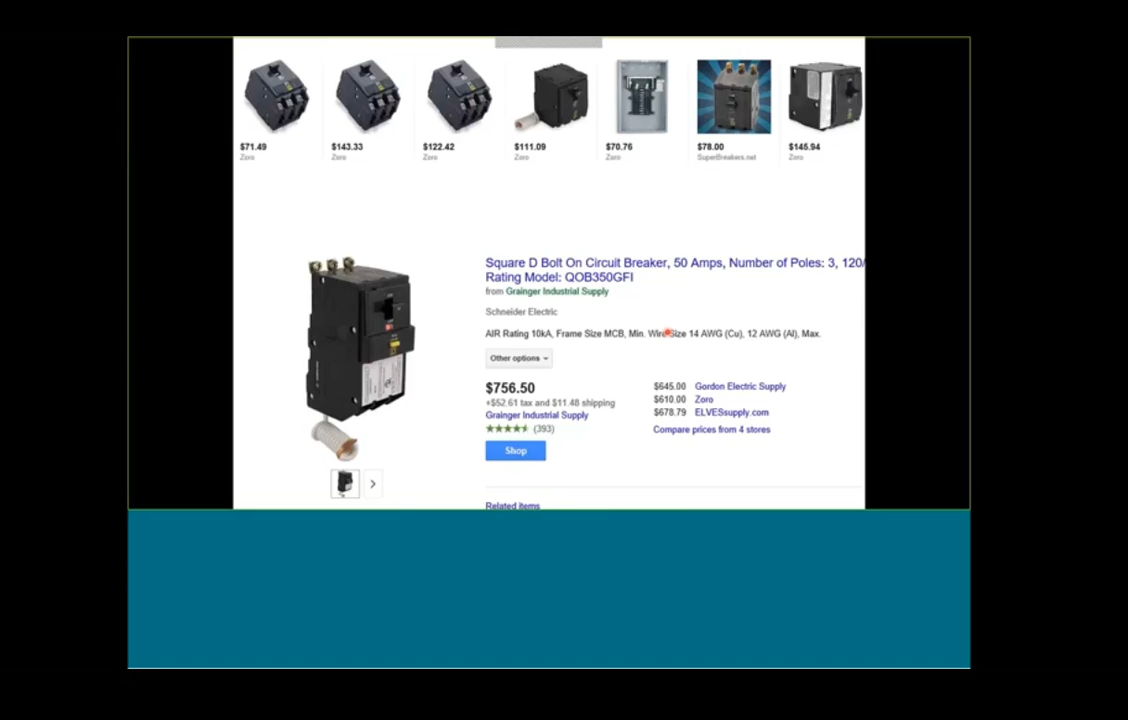 $71.49 $143.33 $122.42 $111.09 $70.76 $78.00 $145.94
Zoro Zoro Zoro Zoro Zoro SuperBreakers.net Zoro
Square D Bolt On Circuit Breaker, 50 Amps, Number of Poles: 3, 120/
Rating Model: QOB350GFI
from Grainger Industrial Supply
Schneider Electric
AIR Rating 10kA, Frame Size MCB, Min. Wire Size 14 AWG (Cu), 12 AWG (Al), Max.
Other options
$756.50
+$52.61 tax and $11.48 shipping
Grainger Industrial Supply
(393)
Shop
$645.00 Gordon Electric Supply
$610.00 Zoro
$678.79 ELVESsupply.com
Compare prices from 4 stores
Related items